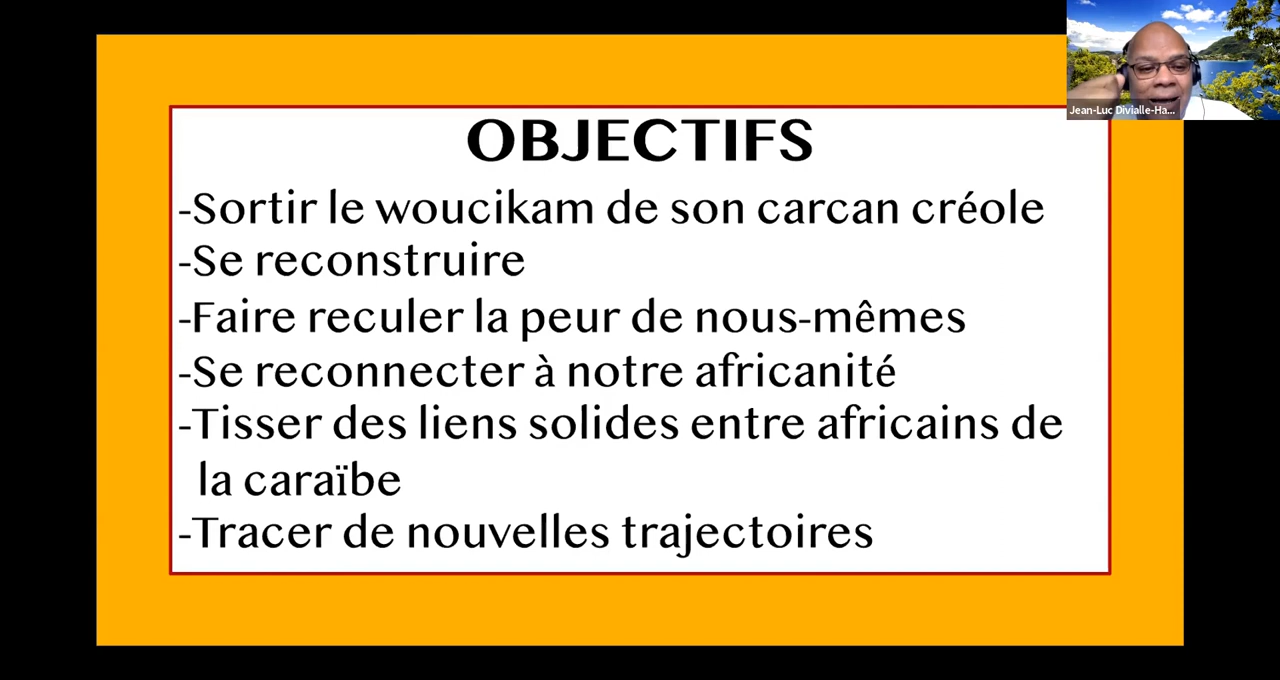 OBJECTIFS
-Sortir le woucikam de son carcan créole
-Se reconstruire
-Faire reculer la peur de nous-mêmes
-Se reconnecter à notre africanité
-Tisser des liens solides entre africains de
la caraïbe
-Tracer de nouvelles trajectoires
Jean-Luc Divialle-Ha...